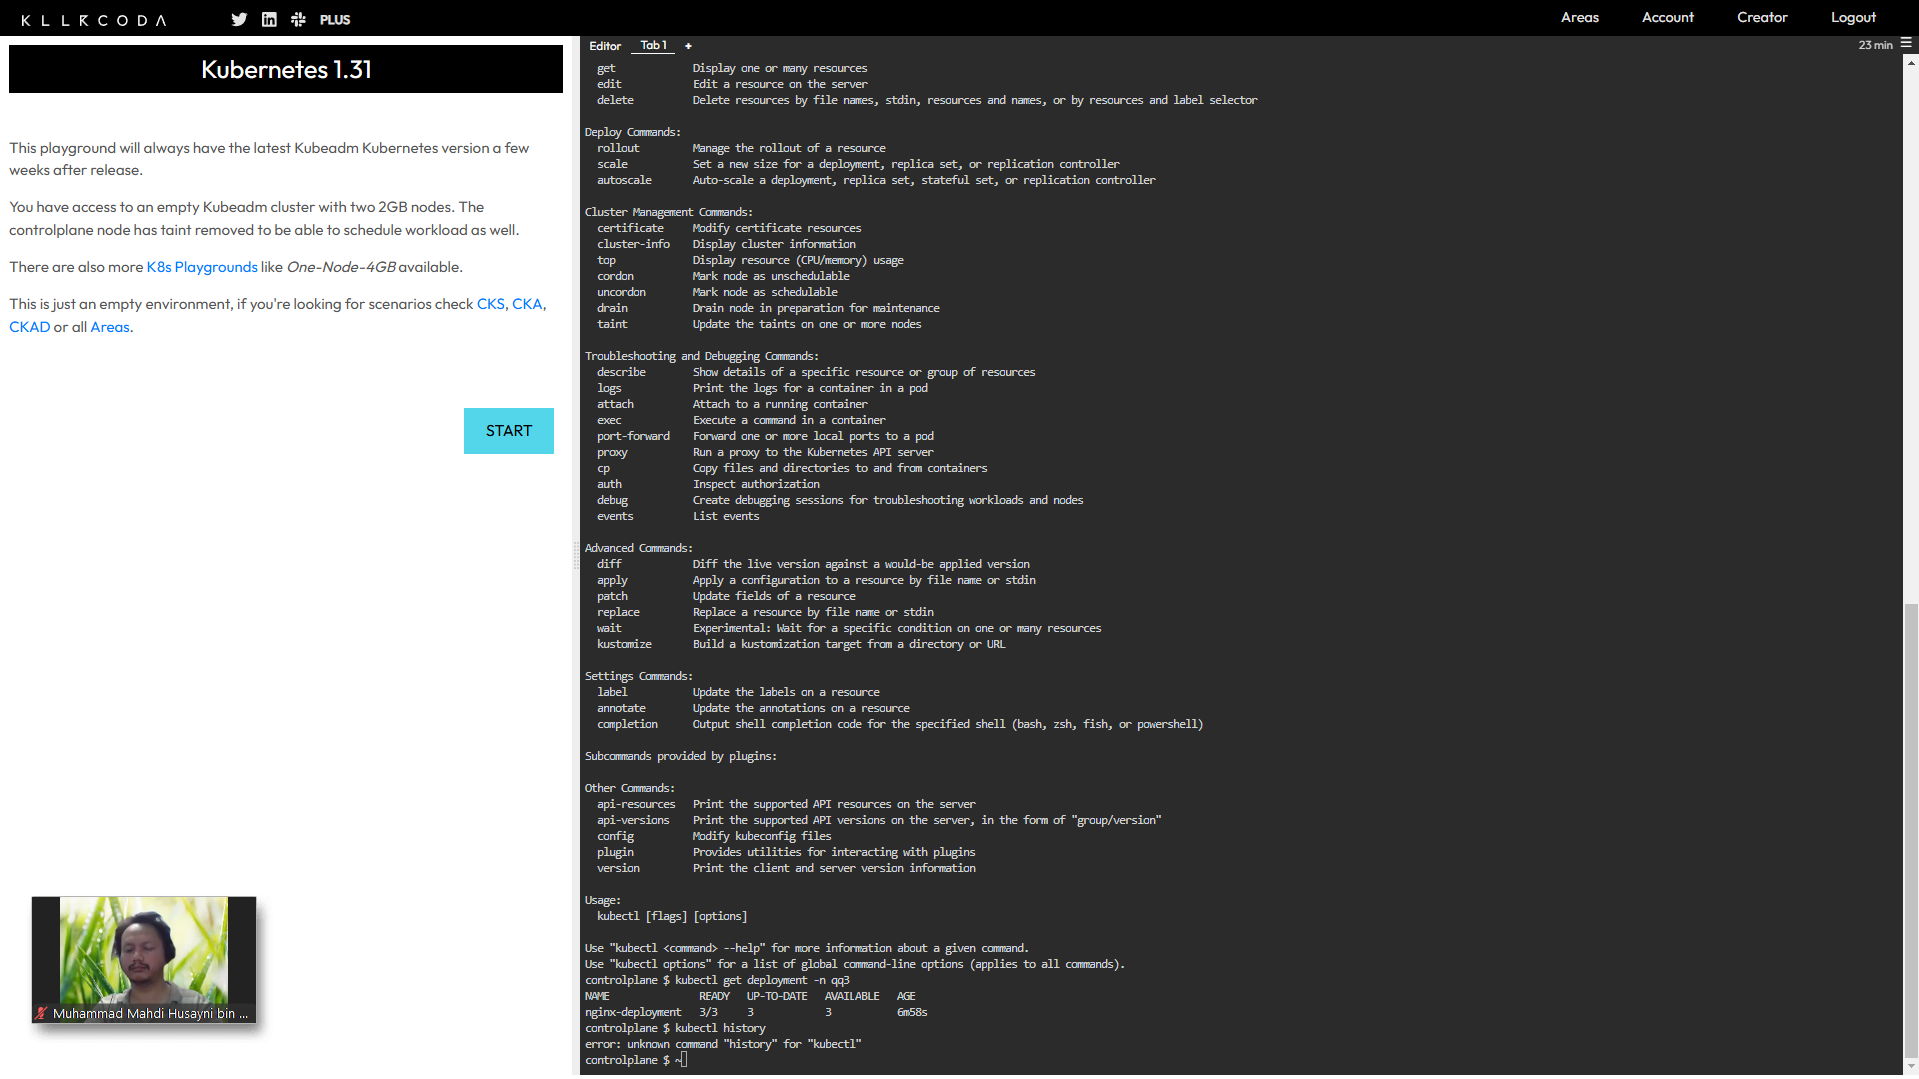 KLLRCODA
PLUS
Areas
Account
Creator
Logout
Kubernetes 1.31
This playground will always have the latest Kubeadm Kubernetes version a few
weeks after release.
You have access to an empty Kubeadm cluster with two 2GB nodes. The
controlplane node has taint removed to be able to schedule workload as well.
There are also more K8s Playgrounds like One-Node-4GB available.
This is just an empty environment, if you're looking for scenarios check CKS, CKA,
CKAD or all Areas.
START
Muhammad Mahdi Husayni bin ...
Editor
Tab 1
+
23 min
get Display one or many resources
edit Edit a resource on the server
delete Delete resources by file names, stdin, resources and names, or by resources and label selector
Deploy Commands:
rollout Manage the rollout of a resource
scale Set a new size for a deployment, replica set, or replication controller
autoscale Auto-scale a deployment, replica set, stateful set, or replication controller
Cluster Management Commands:
certificate Modify certificate resources
cluster-info Display cluster information
top Display resource (CPU/memory) usage
cordon Mark node as unschedulable
uncordon Mark node as schedulable
drain Drain node in preparation for maintenance
taint Update the taints on one or more nodes
Troubleshooting and Debugging Commands:
describe Show details of a specific resource or group of resources
logs Print the logs for a container in a pod
attach Attach to a running container
exec Execute a command in a container
port-forward Forward one or more local ports to a pod
proxy Run a proxy to the Kubernetes API server
cp Copy files and directories to and from containers
auth Inspect authorization
debug Create debugging sessions for troubleshooting workloads and nodes
events List events
Advanced Commands:
diff Diff the live version against a would-be applied version
apply Apply a configuration to a resource by file name or stdin
patch Update fields of a resource
replace Replace a resource by file name or stdin
wait Experimental: Wait for a specific condition on one or many resources
kustomize Build a kustomization target from a directory or URL
Settings Commands:
label Update the labels on a resource
annotate Update the annotations on a resource
completion Output shell completion code for the specified shell (bash, zsh, fish, or powershell)
Subcommands provided by plugins:
Other Commands:
api-resources Print the supported API resources on the server
api-versions Print the supported API versions on the server, in the form of "group/version"
config Modify kubeconfig files
plugin Provides utilities for interacting with plugins
version Print the client and server version information
Usage:
kubectl [flags] [options]
Use "kubectl <command> --help" for more information about a given command.
Use "kubectl options" for a list of global command-line options (applies to all commands).
controlplane $ kubectl get deployment -n qq3
NAME READY UP-TO-DATE AVAILABLE AGE
nginx-deployment 3/3 3 3 6m58s
controlplane $ kubectl history
error: unknown command "history" for "kubectl"
controlplane $ ~